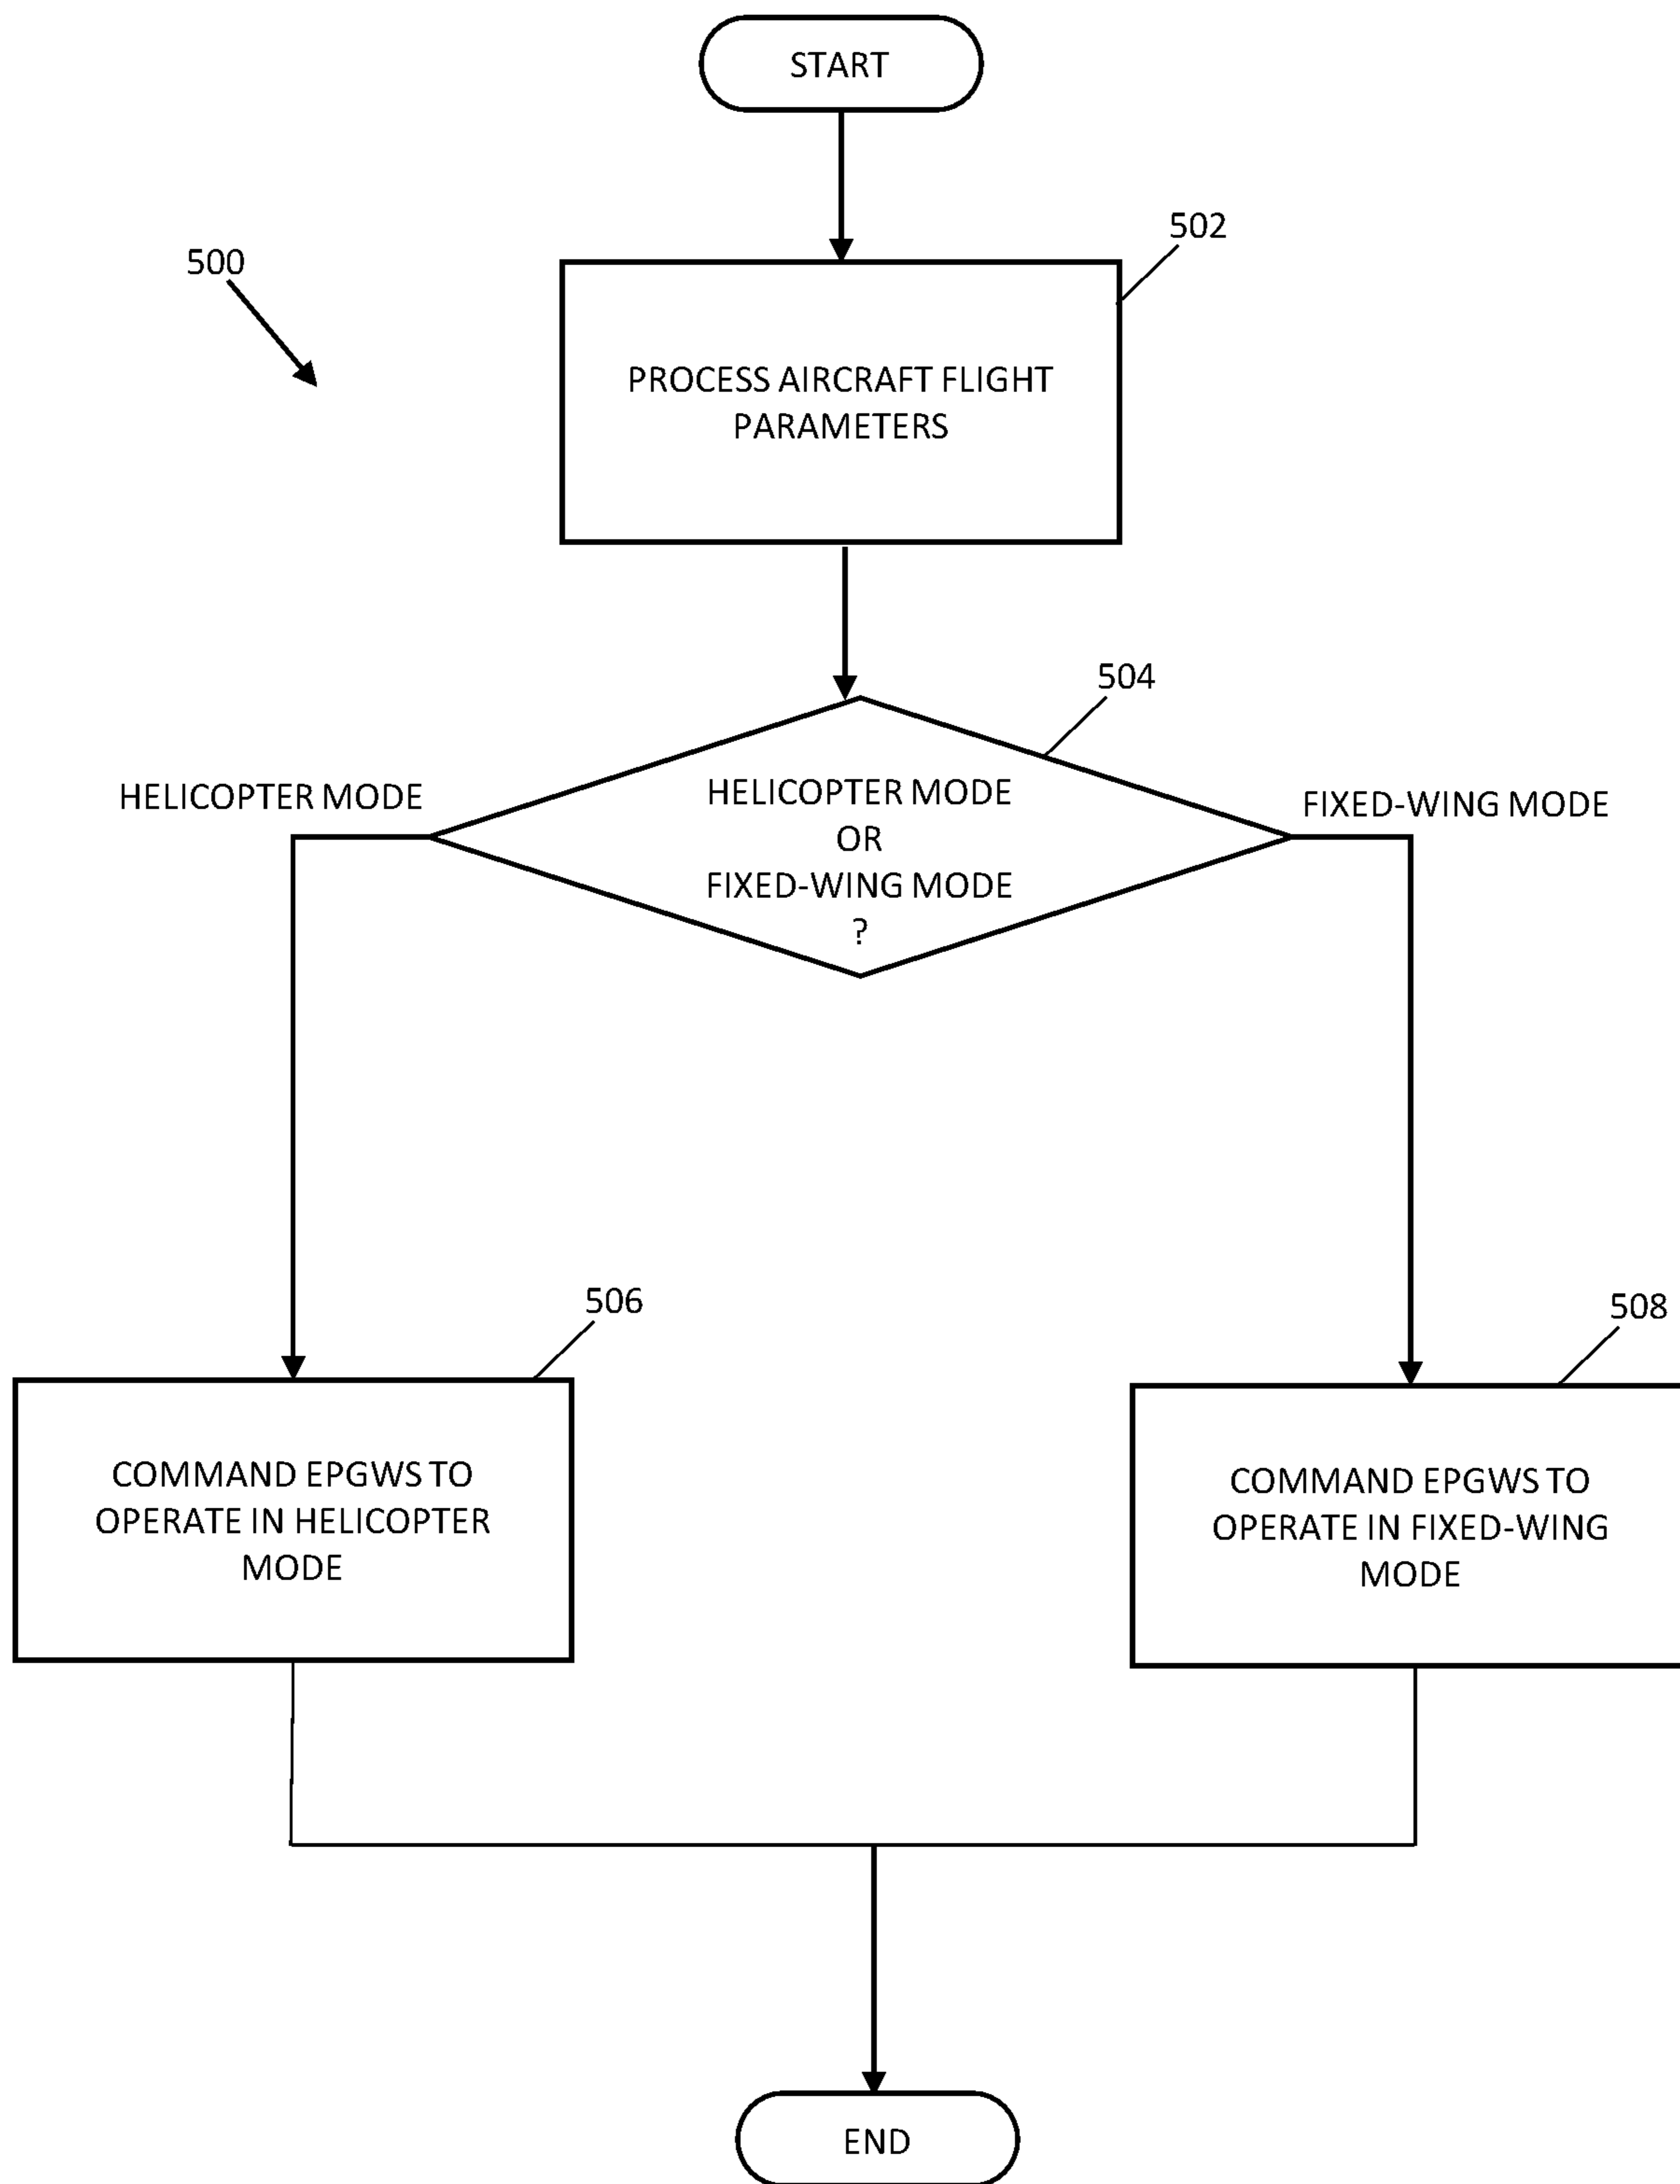 START
502
500
PROCESS AIRCRAFT FLIGHT
PARAMETERS
504
HELICOPTER MODE
FIXED-WING MODE
HELICOPTER MODE
OR
FIXED-WING MODE
?
506
508
COMMAND EPGWS TO
OPERATE IN HELICOPTER
MODE
COMMAND EPGWS TO
OPERATE IN FIXED-WING
MODE
END